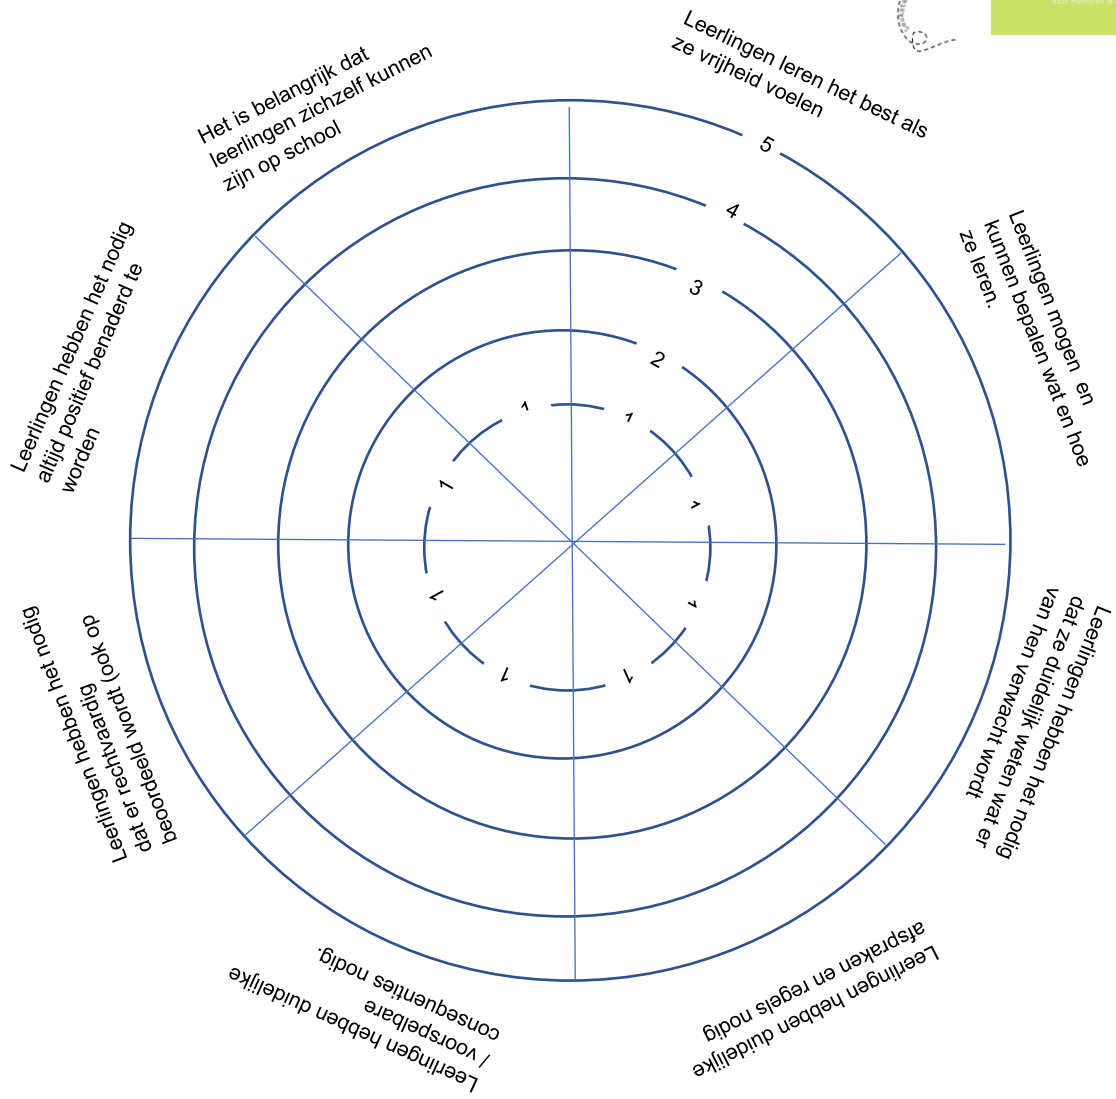 Leerlingen leren het best als
ze vrijheid voelen
Leerlingen mogen en
kunnen bepalen wat en hoe
ze leren.
Leerlingen hebben het nodig
dat ze duidelijk weten wat er
van hen verwacht wordt
Leerlingen hebben duidelijke
afspraken en regels nodig
Leerlingen hebben duidelijke
/ voorspelbare
consequenties nodig.
Leerlingen hebben het nodig
dat er rechtvaardig
beoordeeld wordt (ook op
Leerlingen hebben het nodig
altijd positief benaderd te
worden
Het is belangrijk dat
leerlingen zichzelf kunnen
zijn op school
5
4
3
2
1
1
1
1
1
1
1
1